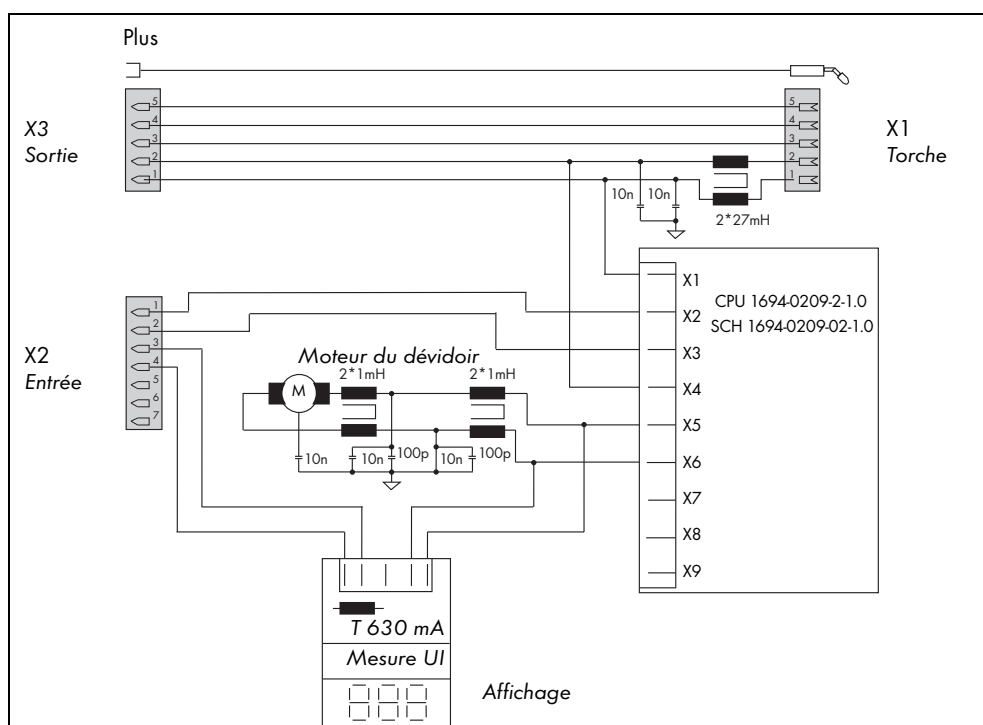 Plus
X3
Sortie
5
4
3
2
1
5
4
3
2
1
X1
Torche
10n
10n
2*27mH
X1
X2
X3
X4
X5
X6
X7
X8
X9
CPU 1694-0209-2-1.0
SCH 1694-0209-02-1.0
X2
Entrée
1
2
3
4
5
6
7
Moteur du dévidoir
2*1mH
2*1mH
M
10n
10n
100p
10n
100p
T 630 mA
Mesure UI
Affichage